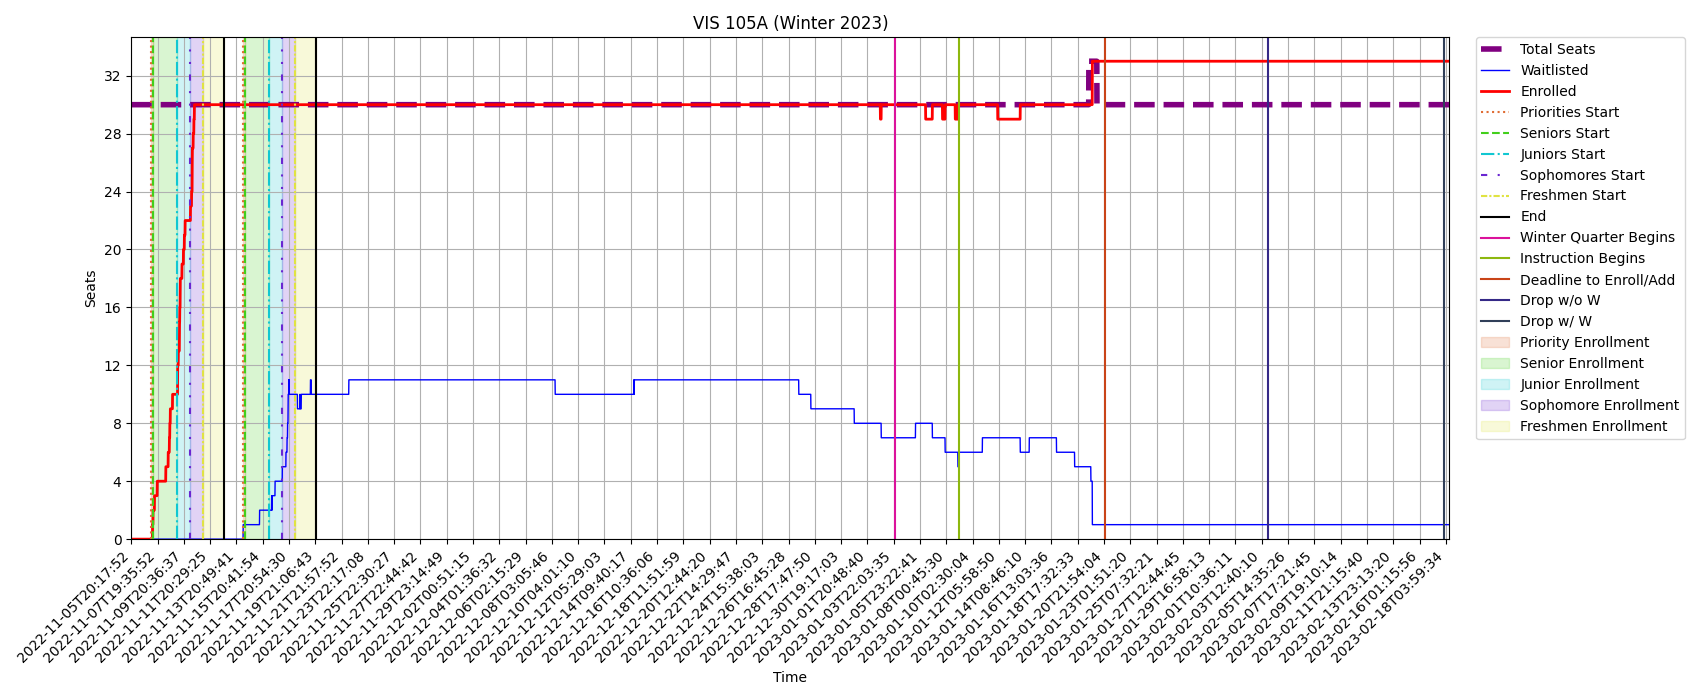 VIS 105A (Winter 2023)
Seats
32
28
24
20
16
12
8
4
0
2022-11-05T20:17:52
2022-11-07T19:35:52
2022-11-09T20:36:37
2022-11-11T20:29:25
2022-11-13T20:49:41
2022-11-15T20:41:54
2022-11-17T20:54:30
2022-11-19T21:06:43
2022-11-21T21:57:52
2022-11-23T22:17:08
2022-11-25T22:30:27
2022-11-27T22:44:42
2022-11-29T23:14:49
2022-12-02T00:51:15
2022-12-04T01:36:32
2022-12-06T02:15:29
2022-12-08T03:05:46
2022-12-10T04:01:10
2022-12-12T05:29:03
2022-12-14T09:40:17
2022-12-16T10:36:06
2022-12-18T11:51:59
2022-12-20T12:44:20
2022-12-22T14:29:47
2022-12-24T15:38:03
2022-12-26T16:45:28
2022-12-28T17:47:50
2022-12-30T19:17:03
2023-01-01T20:48:40
2023-01-03T22:03:35
2023-01-05T23:22:41
2023-01-08T00:45:30
2023-01-10T02:30:04
2023-01-12T05:58:50
2023-01-14T08:46:10
2023-01-16T13:03:36
2023-01-18T17:32:33
2023-01-20T21:54:04
2023-01-23T01:51:20
2023-01-25T07:32:21
2023-01-27T12:44:45
2023-01-29T16:58:13
2023-02-01T10:36:11
2023-02-03T12:40:10
2023-02-05T14:35:26
2023-02-07T17:21:45
2023-02-09T19:10:14
2023-02-11T21:15:40
2023-02-13T23:13:20
2023-02-16T01:15:56
2023-02-18T03:59:34
Time
Total Seats
Waitlisted
Enrolled
Priorities Start
Seniors Start
Juniors Start
Sophomores Start
Freshmen Start
End
Winter Quarter Begins
Instruction Begins
Deadline to Enroll/Add
Drop w/o W
Drop w/ W
Priority Enrollment
Senior Enrollment
Junior Enrollment
Sophomore Enrollment
Freshmen Enrollment